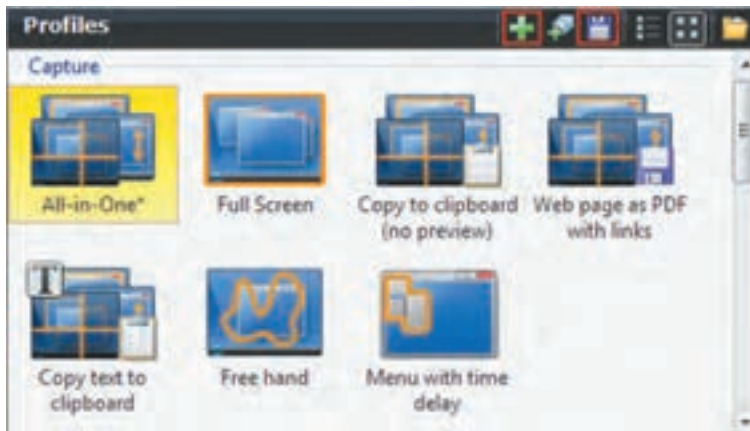 Profiles
Capture
All-in-One*
Full Screen
Copy to clipboard
(no preview)
Web page as PDF
with links
T
Copy text to
clipboard
Free hand
Menu with time
delay